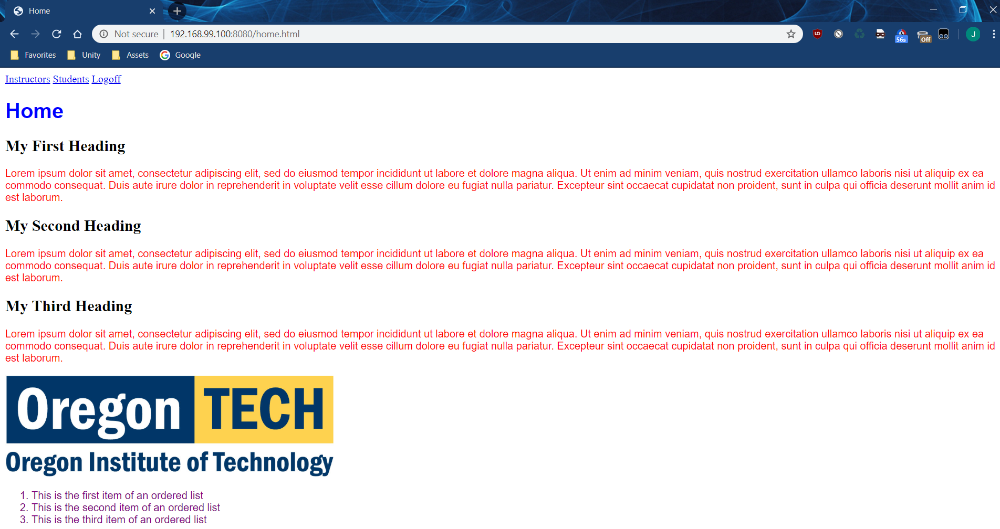 Home
Not secure | 192.168.99.100:8080/home.html
UO
56s
Off
J
Favorites Unity Assets Google
Instructors Students Logoff
Home
My First Heading
Lorem ipsum dolor sit amet, consectetur adipiscing elit, sed do eiusmod tempor incididunt ut labore et dolore magna aliqua. Ut enim ad minim veniam, quis nostrud exercitation ullamco laboris nisi ut aliquip ex ea
commodo consequat. Duis aute irure dolor in reprehenderit in voluptate velit esse cillum dolore eu fugiat nulla pariatur. Excepteur sint occaecat cupidatat non proident, sunt in culpa qui officia deserunt mollit anim id
est laborum.
My Second Heading
Lorem ipsum dolor sit amet, consectetur adipiscing elit, sed do eiusmod tempor incididunt ut labore et dolore magna aliqua. Ut enim ad minim veniam, quis nostrud exercitation ullamco laboris nisi ut aliquip ex ea
commodo consequat. Duis aute irure dolor in reprehenderit in voluptate velit esse cillum dolore eu fugiat nulla pariatur. Excepteur sint occaecat cupidatat non proident, sunt in culpa qui officia deserunt mollit anim id
est laborum.
My Third Heading
Lorem ipsum dolor sit amet, consectetur adipiscing elit, sed do eiusmod tempor incididunt ut labore et dolore magna aliqua. Ut enim ad minim veniam, quis nostrud exercitation ullamco laboris nisi ut aliquip ex ea
commodo consequat. Duis aute irure dolor in reprehenderit in voluptate velit esse cillum dolore eu fugiat nulla pariatur. Excepteur sint occaecat cupidatat non proident, sunt in culpa qui officia deserunt mollit anim id
est laborum.
Oregon TECH
Oregon Institute of Technology
1. This is the first item of an ordered list
2. This is the second item of an ordered list
3. This is the third item of an ordered list